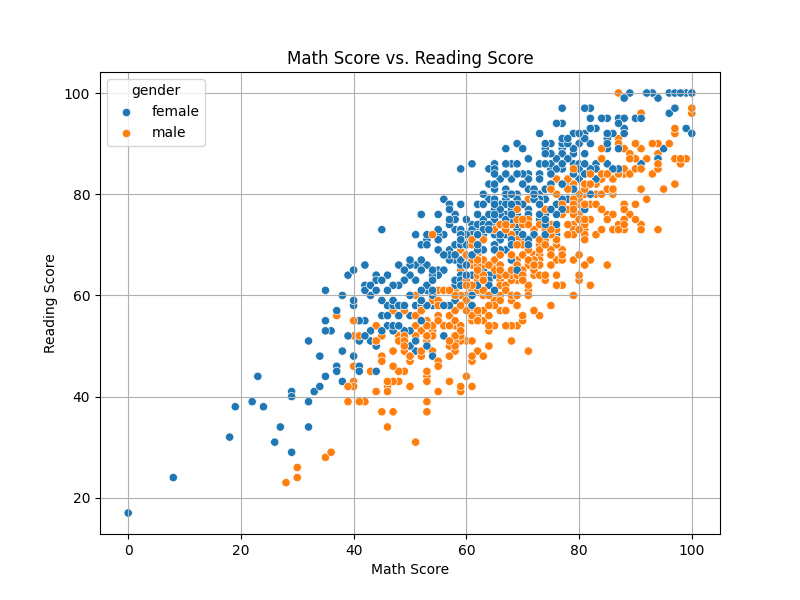 Math Score vs. Reading Score
gender
female
male
Reading Score
100
80
60
40
20
0 20 40 60 80 100
Math Score